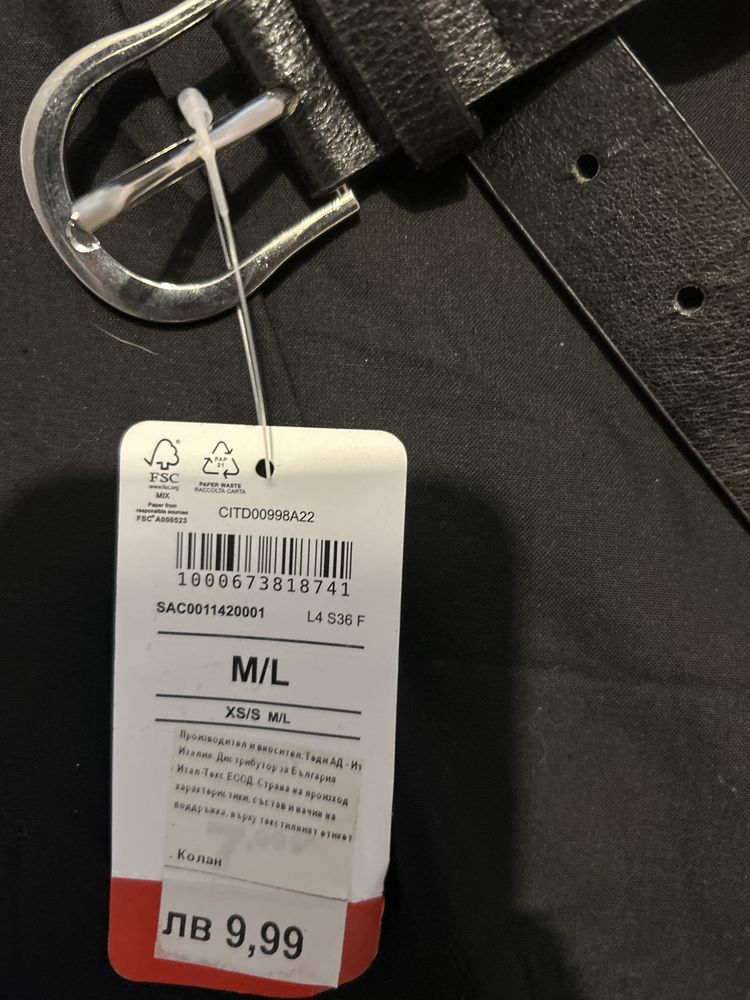 FSC®
www.fsc.org
MIX
Paper from
responsible sources
FSC® A000523
PAP
21
PAPER WASTE
RACCOLTA CARTA
CITD00998A22
1000673818741
SAC0011420001 L4 S36 F
M/L
XS/S M/L
Производител и вносител:Теди АД - Ит
Италия. Дистрибутор за България
Итал-Текс ЕООД. Страна на произход
характеристики, състав и начин на
поддръжка, върху текстилният етикет
Колан
лв 9,99